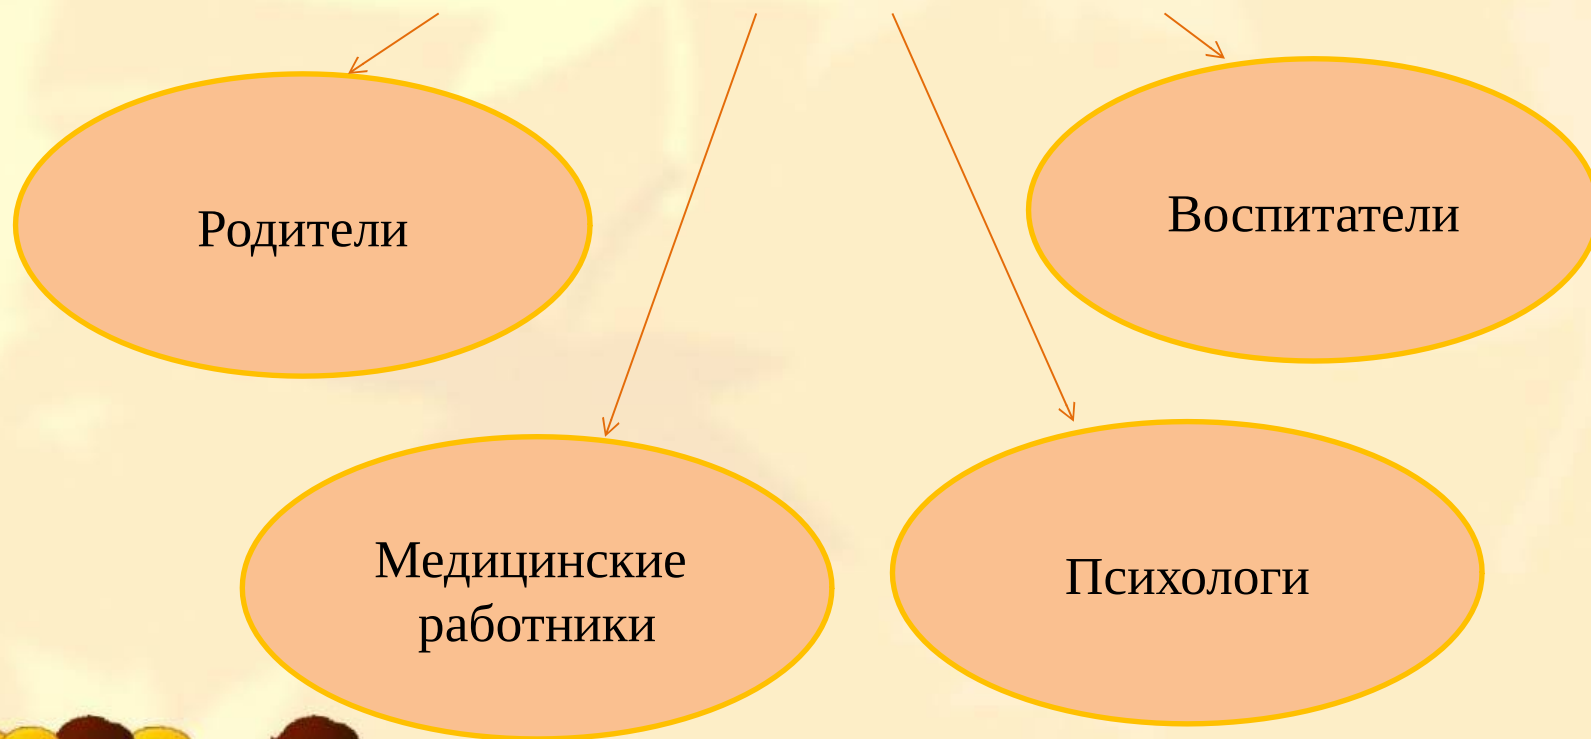 Родители
Воспитатели
Медицинские
работники
Психологи